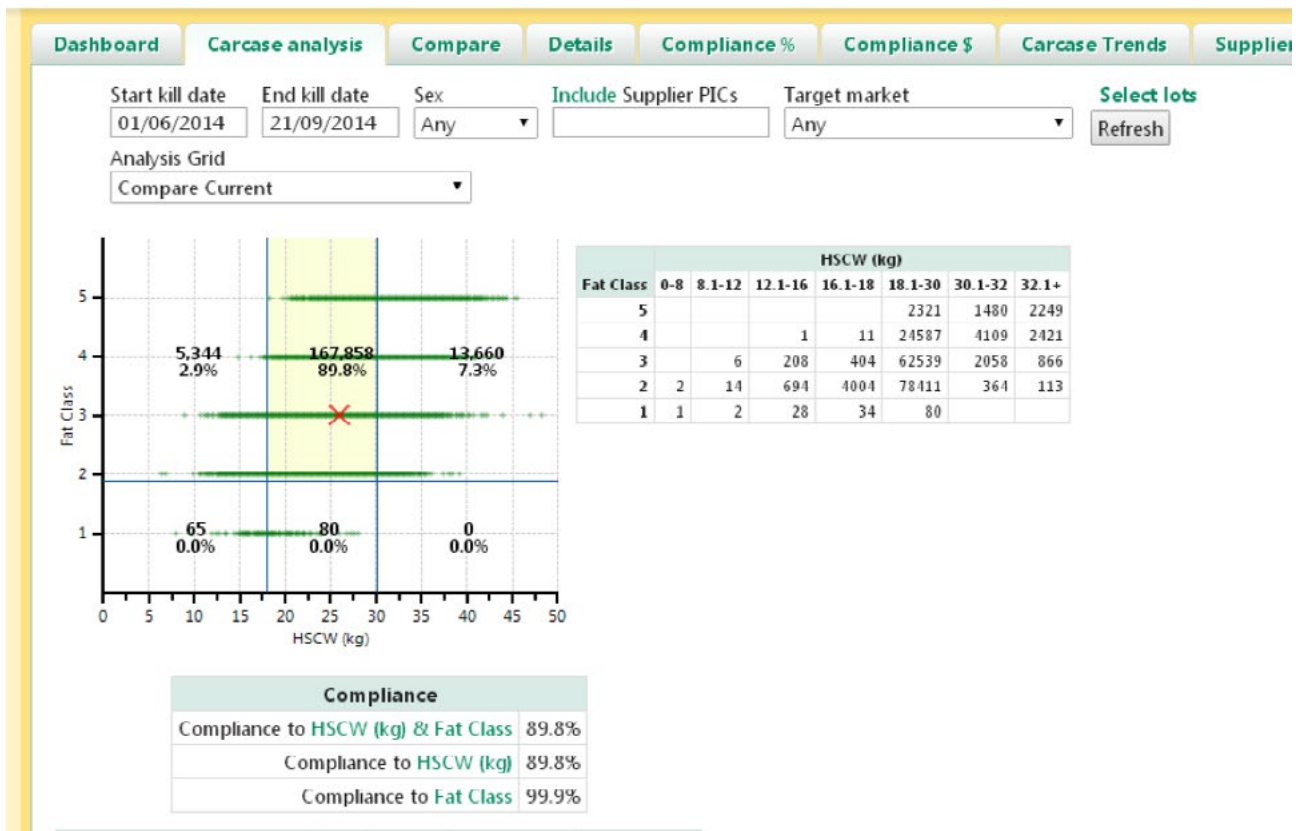 Dashboard Carcase analysis Compare Details Compliance % Compliance $ Carcase Trends Supplier
Start kill date End kill date Sex Include Supplier PICs Target market Select lots
01/06/2014 21/09/2014 Any Any Refresh
Analysis Grid
Compare Current
Fat Class
5
4
3
2
1
5,344 167,858 13,660
2.9% 89.8% 7.3%
65 80 0
0.0% 0.0% 0.0%
0 5 10 15 20 25 30 35 40 45 50
HSCW (kg)
HSCW (kg)
Fat Class 0-8 8.1-12 12.1-16 16.1-18 18.1-30 30.1-32 32.1+
5 2321 1480 2249
4 1 11 24587 4109 2421
3 6 208 404 62539 2058 866
2 2 14 694 4004 78411 364 113
1 1 2 28 34 80
Compliance
Compliance to HSCW (kg) & Fat Class 89.8%
Compliance to HSCW (kg) 89.8%
Compliance to Fat Class 99.9%